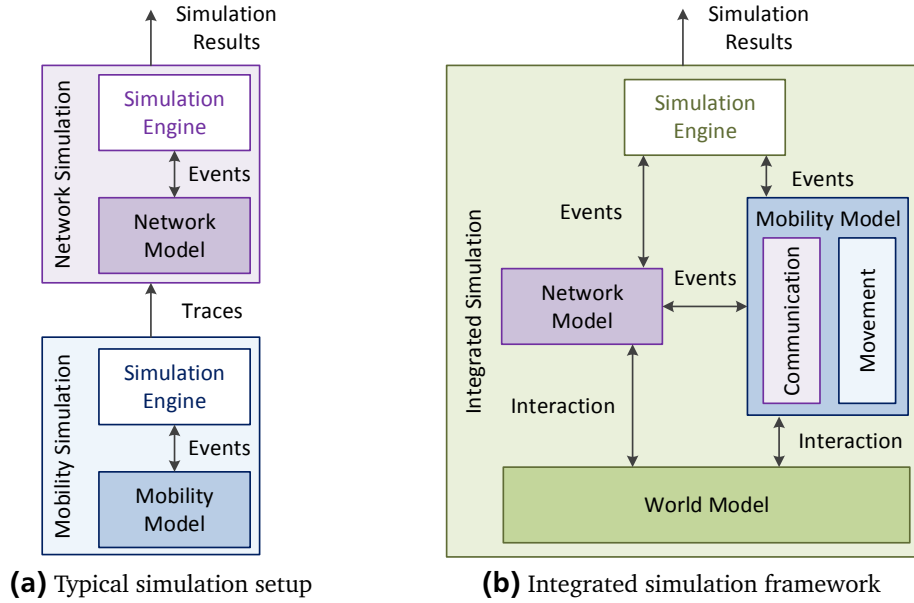 Simulation
Results
Network Simulation
Simulation
Engine
Events
Network
Model
Traces
Mobility Simulation
Simulation
Engine
Events
Mobility
Model
(a) Typical simulation setup
Simulation
Results
Integrated Simulation
Simulation
Engine
Events
Events
Mobility Model
Communication
Movement
Events
Network
Model
Interaction
Interaction
World Model
(b) Integrated simulation framework